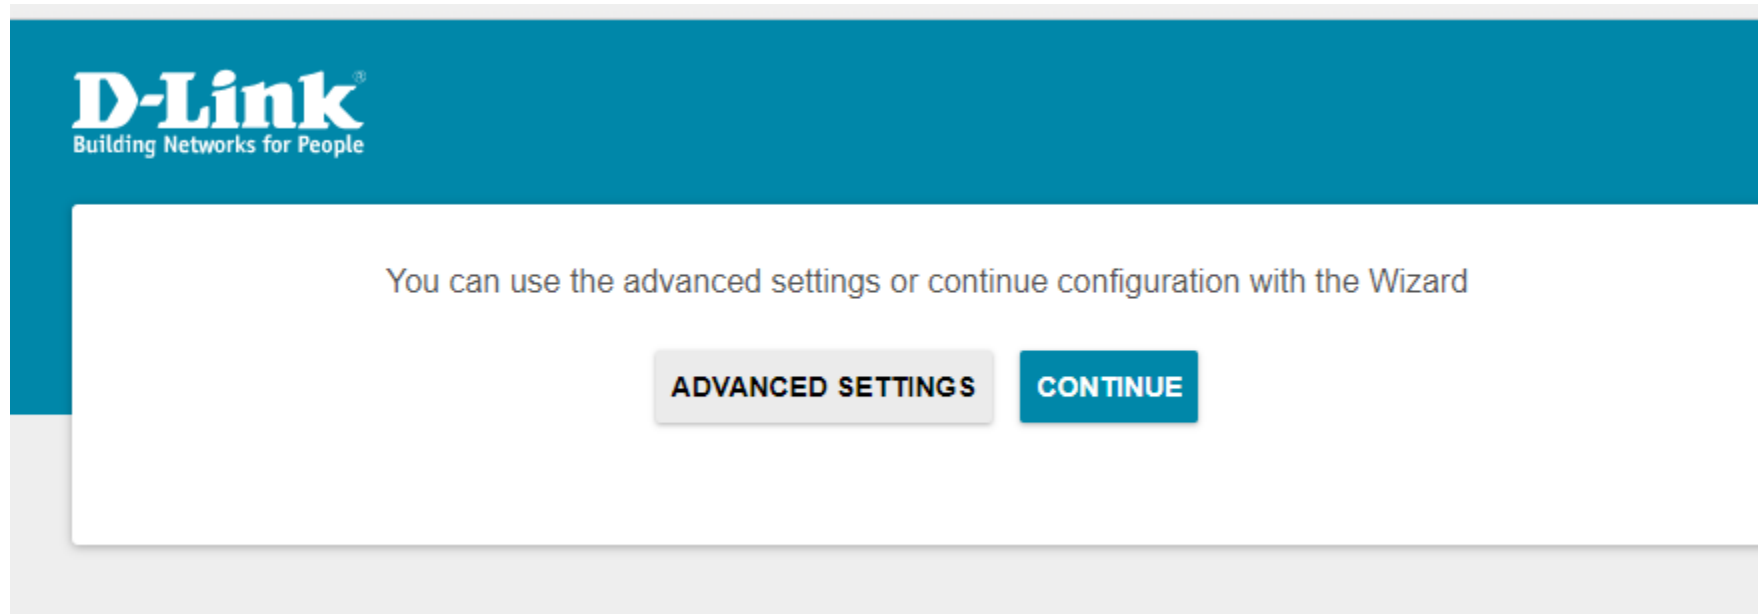 D-Link®
Building Networks for People
You can use the advanced settings or continue configuration with the Wizard
ADVANCED SETTINGS
CONTINUE